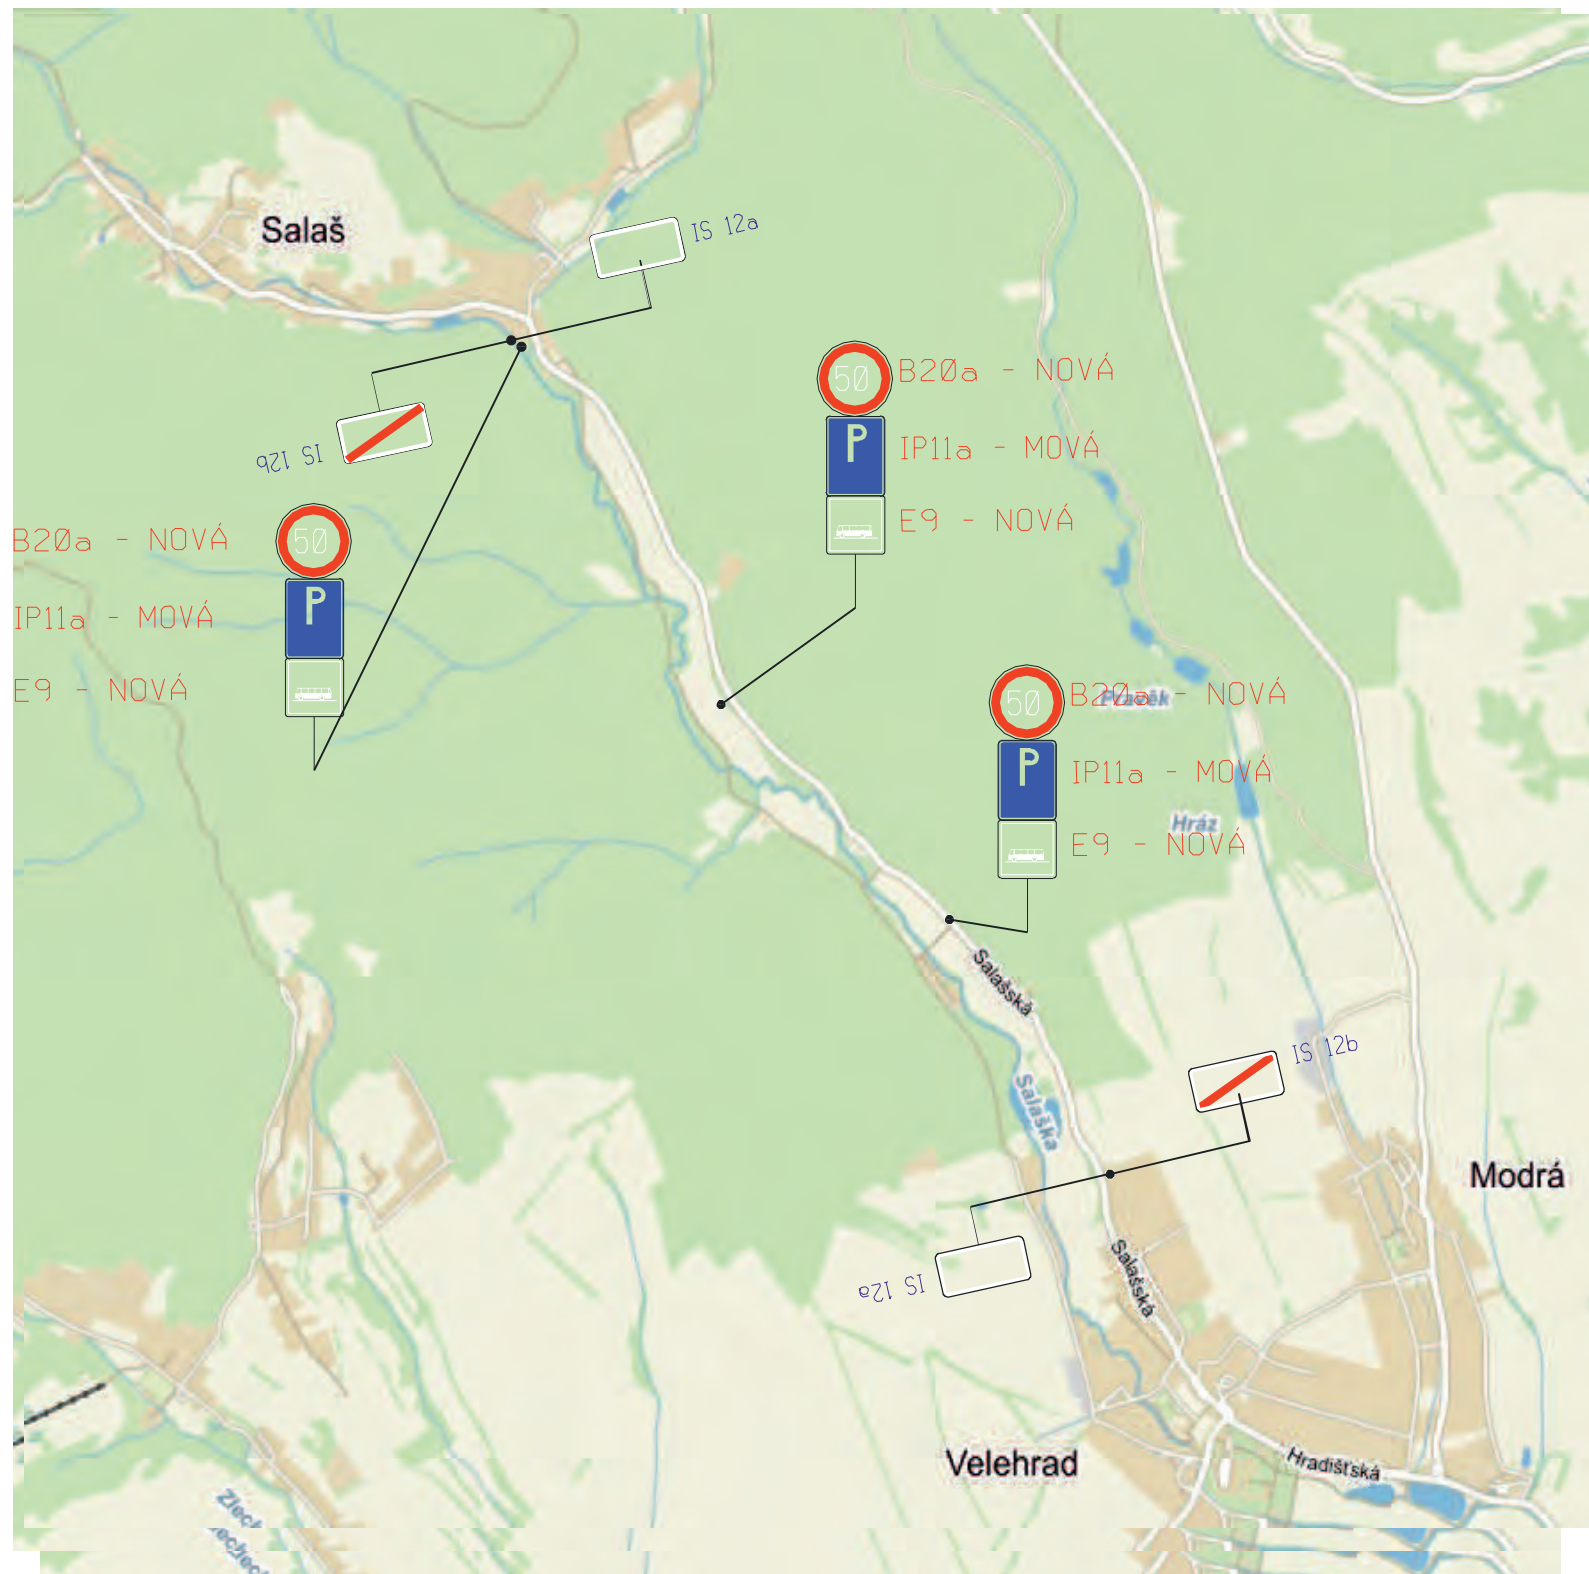 Salaš
IS 12a
IS 12b
50
B20a - NOVÁ
P
IP11a - MOVÁ
E9 - NOVÁ
B20a - NOVÁ
50
IP11a - MOVÁ
P
E9 - NOVÁ
50
B20a - NOVÁ
Pravěk
P
IP11a - MOVÁ
Hráz
E9 - NOVÁ
Salašská
IS 12b
Salaška
Modrá
IS 12a
Salašská
Velehrad
Hradišťská